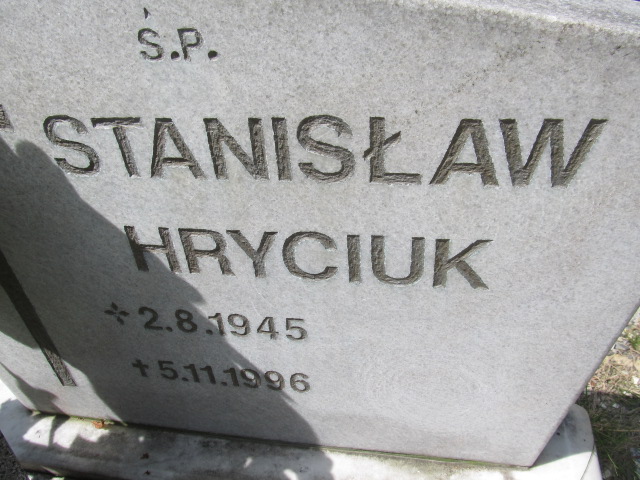 Ś.P.
STANISŁAW
HRYCIUK
2.8.1945
†5.11.1996